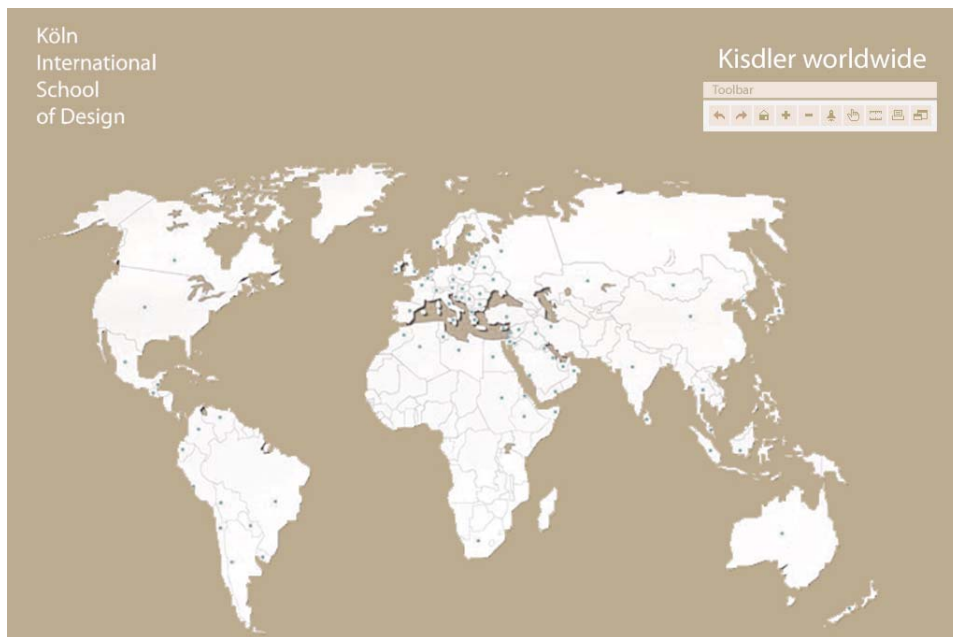 Köln
International
School
of Design
Kisdler worldwide
Toolbar